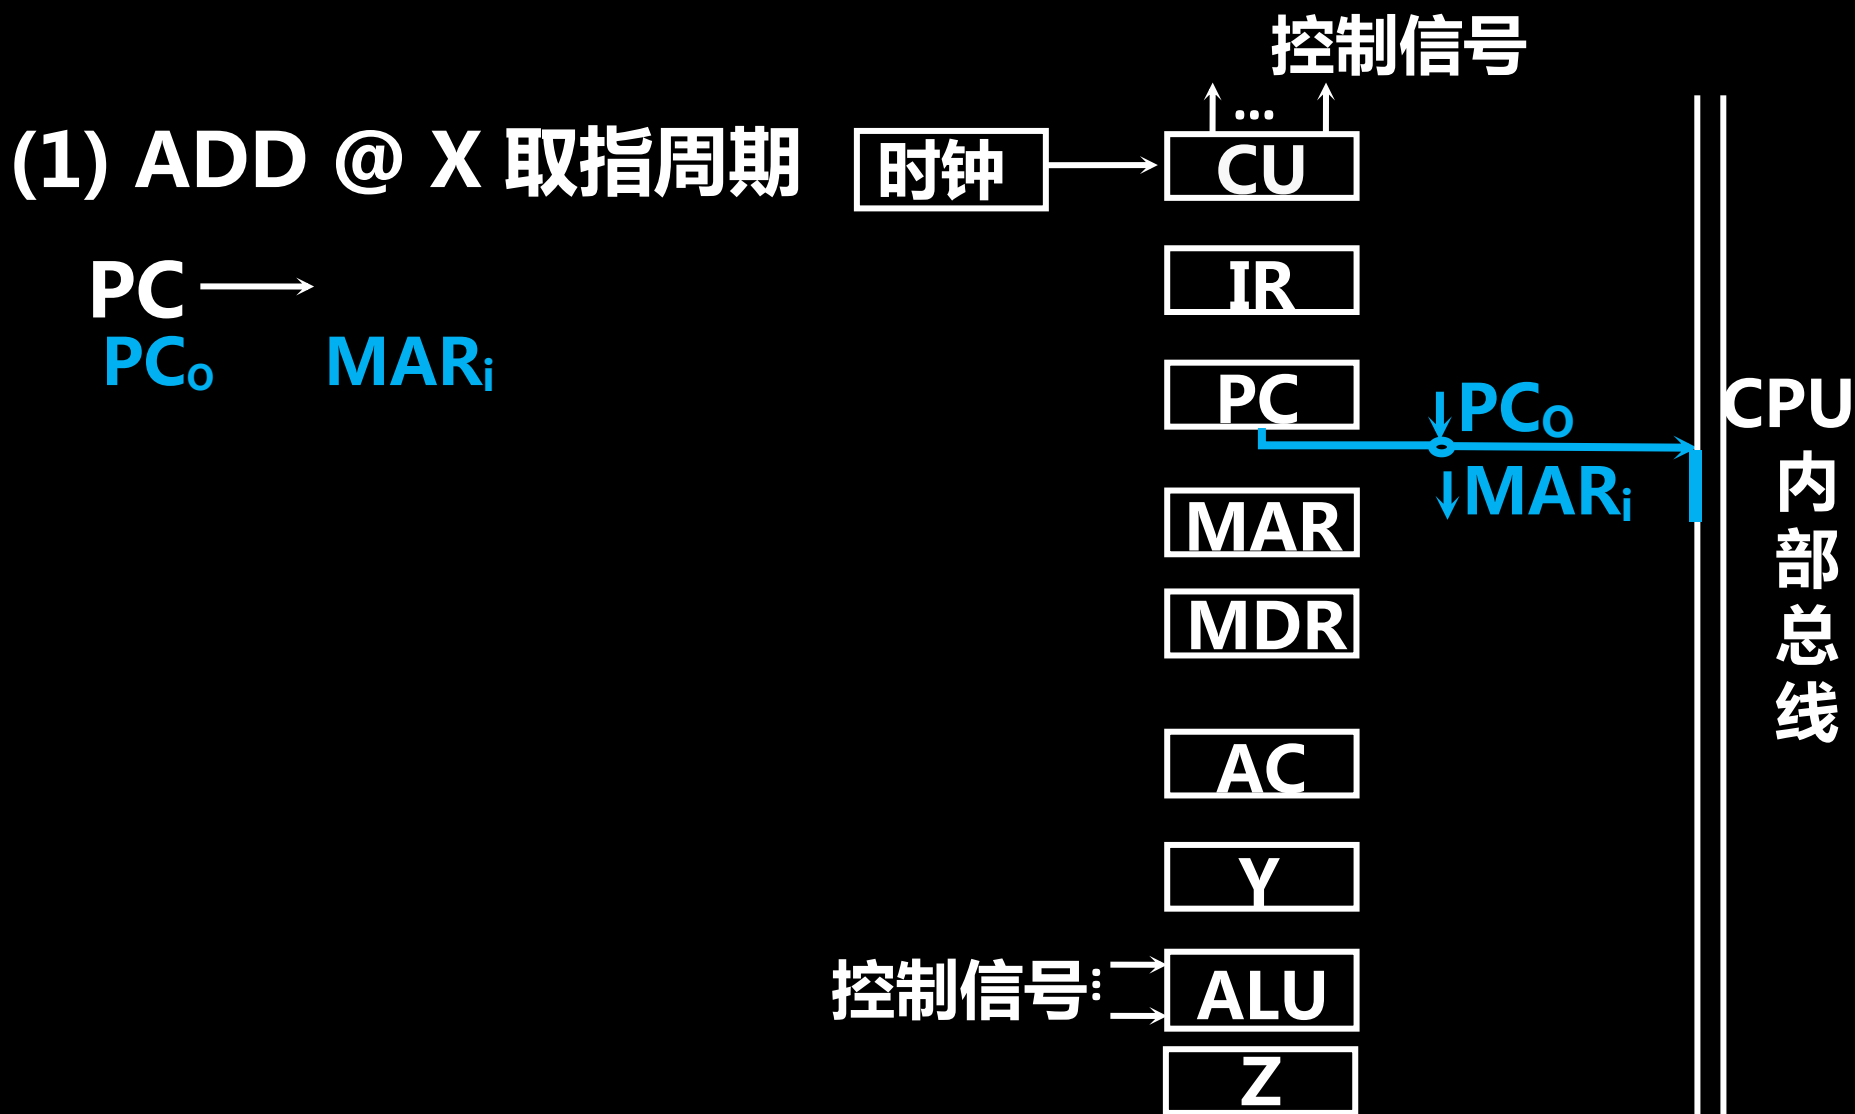 控制信号
(1) ADD @ X 取指周期
时钟
...
CU
PC
IR
PCO
MARi
PC
PCO
CPU
内
部
总
线
MARi
MAR
MDR
AC
Y
控制信号
ALU
Z